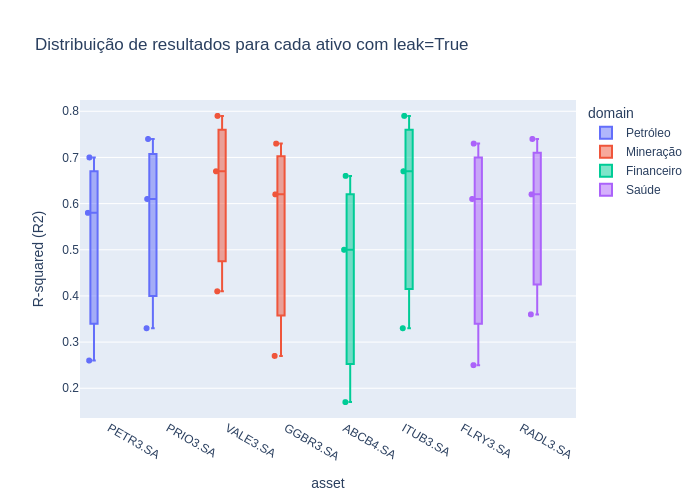 Distribuição de resultados para cada ativo com leak=True
domain
Petróleo
Mineração
Financeiro
Saúde
R-squared (R2)
0.8
0.7
0.6
0.5
0.4
0.3
0.2
PETR3.SA
PRIO3.SA
VALE3.SA
GGBR3.SA
ABCB4.SA
ITUB3.SA
FLRY3.SA
RADL3.SA
asset